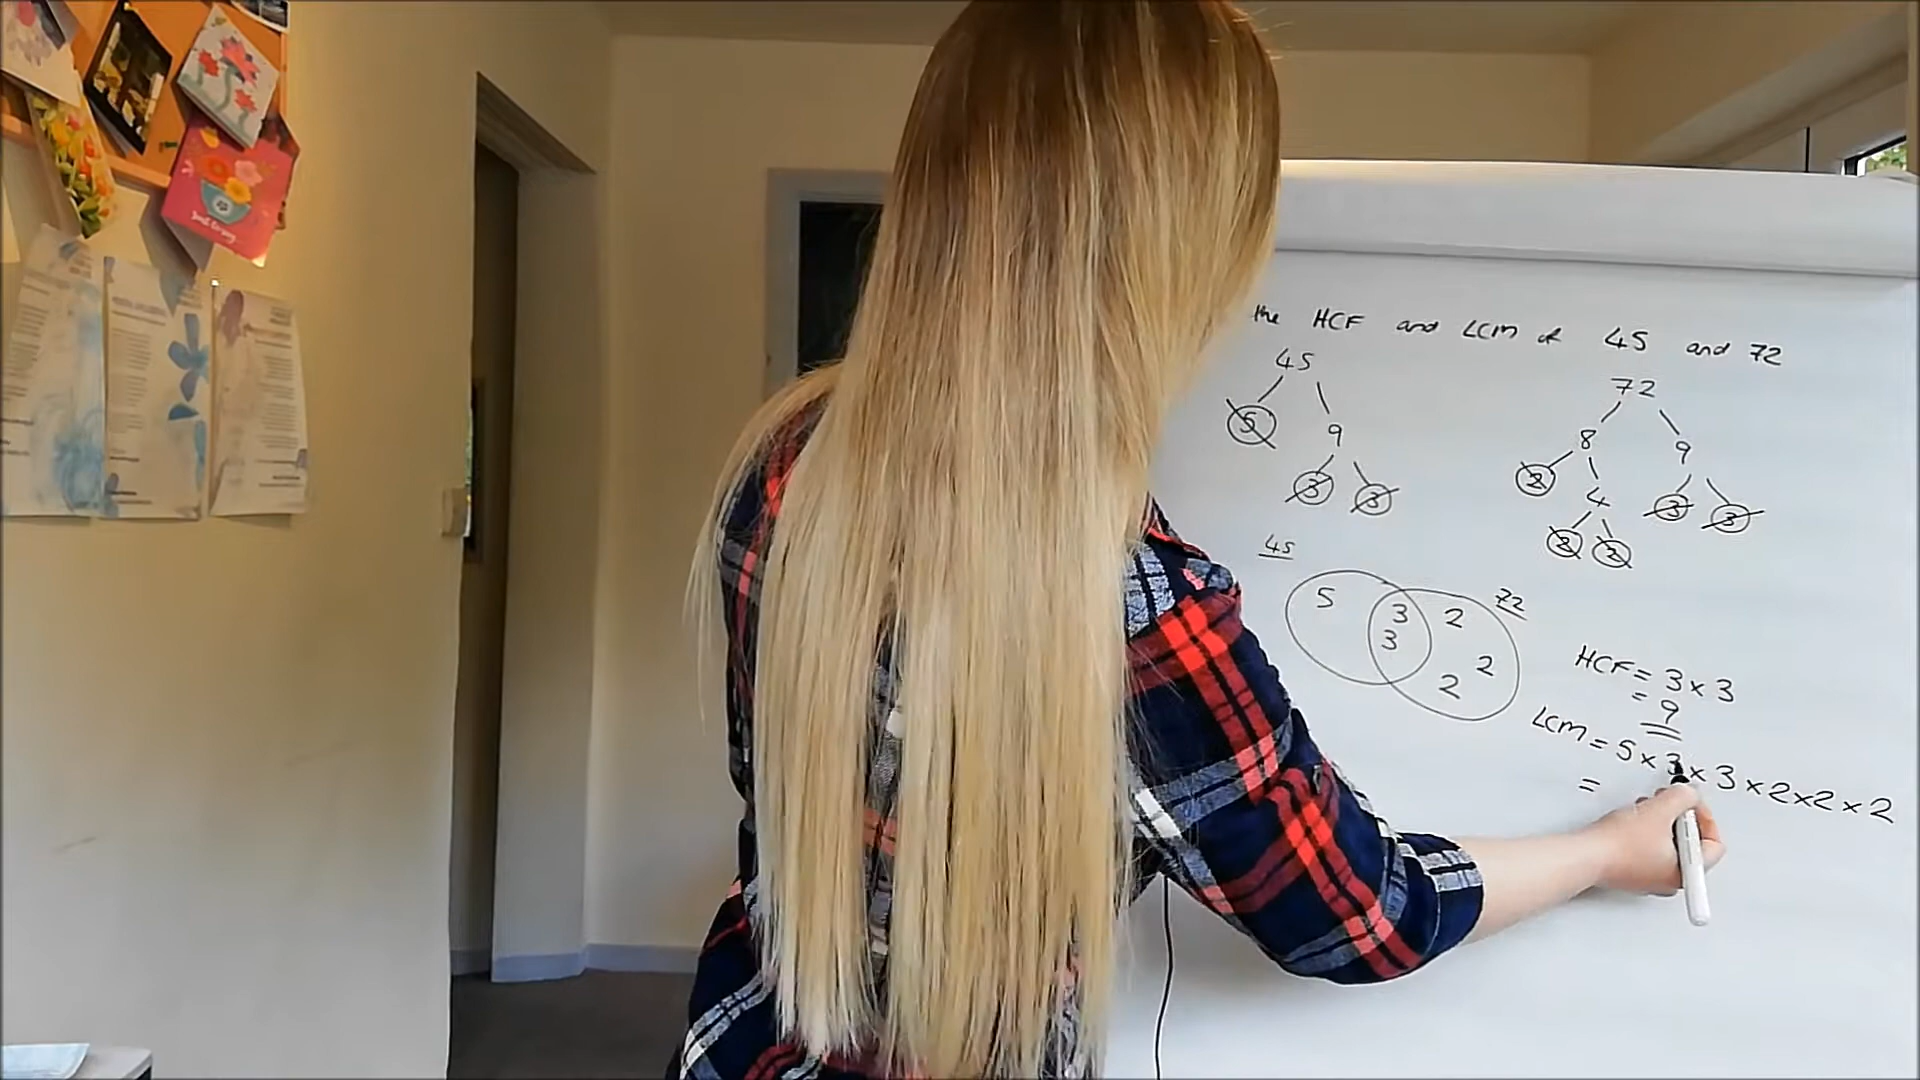 the HCF and LCM of 45 and 72
45
5 9
3 3
72
8 9
2 4 3 3
2 2
45
72
5 3 2
3 2
2
HCF = 3 × 3
= 9
LCM = 5 × 3 × 3 × 2 × 2 × 2
=